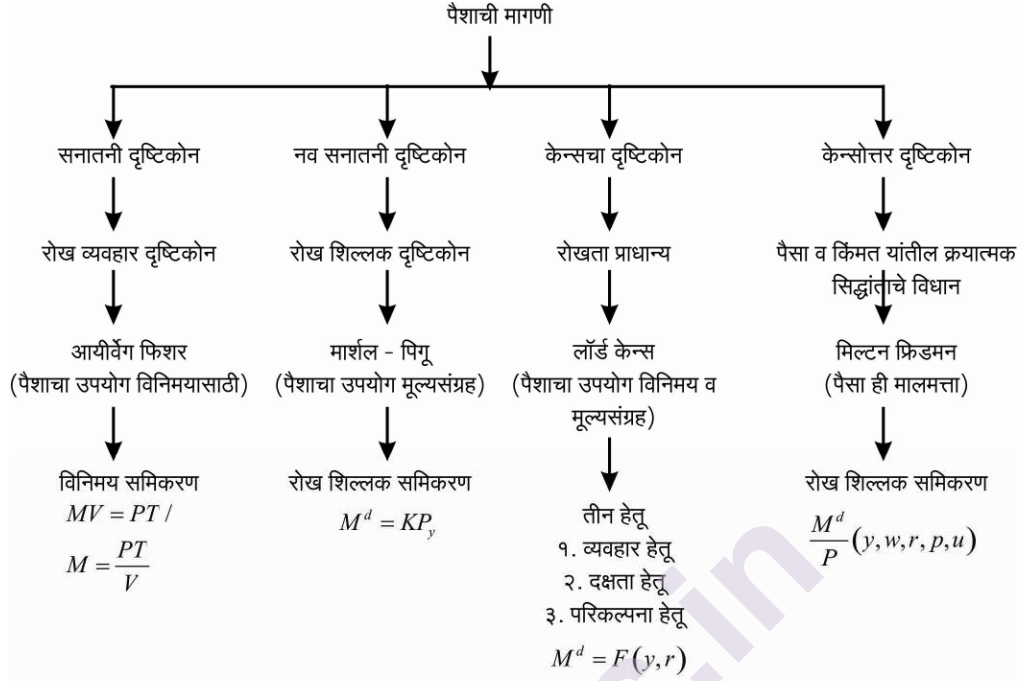 पैशाची मागणी
सनातनी दृष्टिकोन
रोख व्यवहार दृष्टिकोन
आयीर्वेग फिशर
(पैशाचा उपयोग विनिमयासाठी)
विनिमय समिकरण
MV = PT /
M = PT/V
नव सनातनी दृष्टिकोन
रोख शिल्लक दृष्टिकोन
मार्शल - पिगू
(पैशाचा उपयोग मूल्यसंग्रह)
रोख शिल्लक समिकरण
M^d = KP_y
केन्सचा दृष्टिकोन
रोखता प्राधान्य
लॉर्ड केन्स
(पैशाचा उपयोग विनिमय व
मूल्यसंग्रह)
तीन हेतू
१. व्यवहार हेतू
२. दक्षता हेतू
३. परिकल्पना हेतू
M^d = F(y,r)
केन्सोत्तर दृष्टिकोन
पैसा व किंमत यांतील क्रयात्मक
सिद्धांताचे विधान
मिल्टन फ्रिडमन
(पैसा ही मालमत्ता)
रोख शिल्लक समिकरण
M^d/P (y,w,r,p,u)